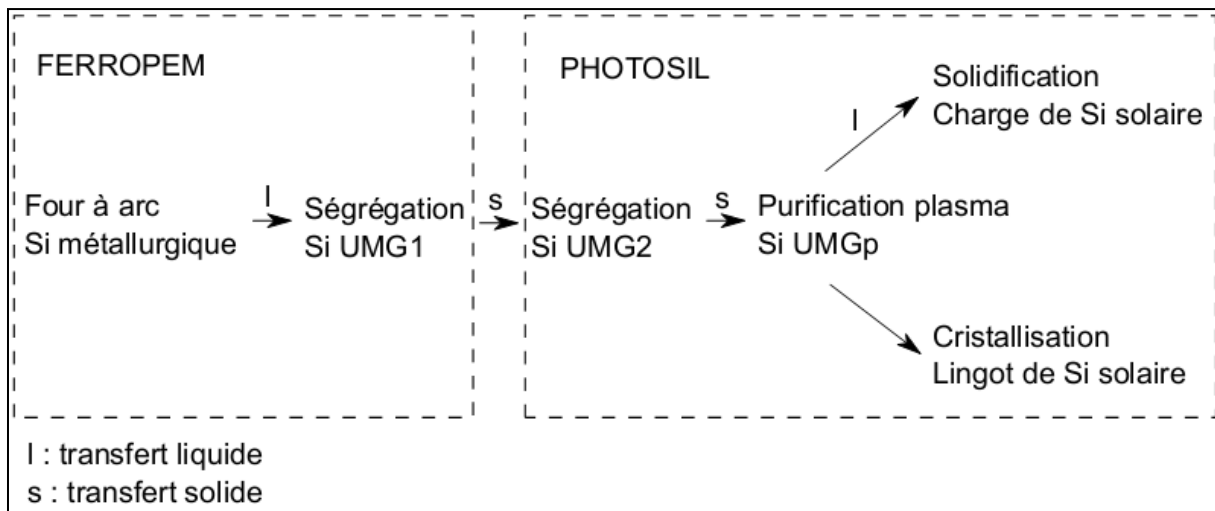 FERROPEM
Four à arc
Si métallurgique
l
Ségrégation
Si UMG1
s
PHOTOSIL
Ségrégation
Si UMG2
s
Purification plasma
Si UMGp
l
Solidification
Charge de Si solaire
Cristallisation
Lingot de Si solaire
l : transfert liquide
s : transfert solide